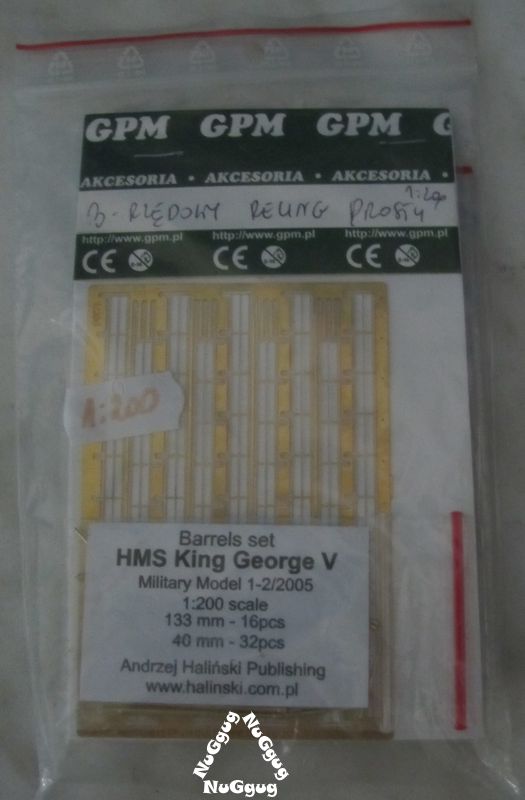 GPM GPM GPM G
AKCESORIA • AKCESORIA • AKCESORIA •
3-RZĘDOWY RELING PROSTY 1:200
http://www.gpm.pl http://www.gpm.pl http://www.gpm.pl
CE CE CE
1:200
Barrels set
HMS King George V
Military Model 1-2/2005
1:200 scale
133 mm - 16pcs
40 mm - 32pcs
Andrzej Haliński Publishing
www.halinski.com.pl
NuGgug NuGgug
NuGgug